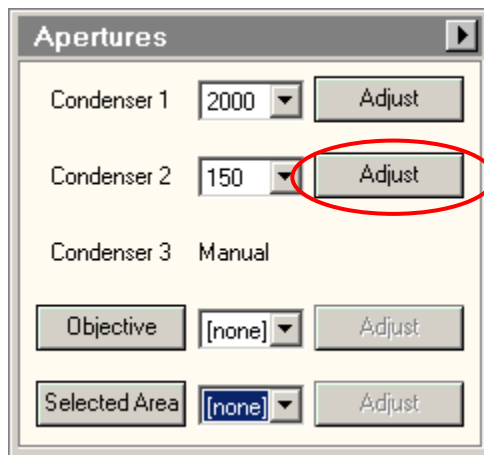 Apertures
Condenser 1 2000 Adjust
Condenser 2 150 Adjust
Condenser 3 Manual
Objective [none] Adjust
Selected Area [none] Adjust